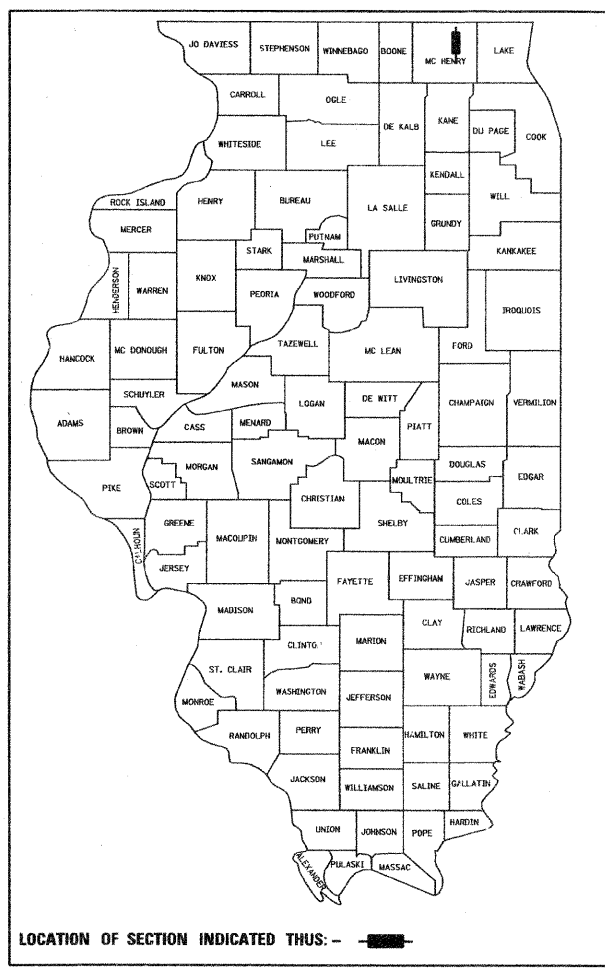 JO DAVIESS STEPHENSON WINNEBAGO BOONE MC HENRY LAKE
CARROLL OGLE DE KALB KANE DU PAGE COOK
WHITESIDE LEE KENDALL WILL
ROCK ISLAND HENRY BUREAU LA SALLE GRUNDY
MERCER STARK PUTNAM MARSHALL KANKAKEE
HENDERSON WARREN KNOX PEORIA WOODFORD LIVINGSTON IROQUOIS
HANCOCK MC DONOUGH FULTON TAZEWELL MC LEAN FORD
SCHUYLER MASON LOGAN DE WITT CHAMPAIGN VERMILION
ADAMS BROWN CASS MENARD MACON PIATT
PIKE SCOTT MORGAN SANGAMON CHRISTIAN MOULTRIE DOUGLAS EDGAR
COLES
CALHOUN GREENE MACOUPIN MONTGOMERY SHELBY CUMBERLAND CLARK
JERSEY FAYETTE EFFINGHAM JASPER CRAWFORD
MADISON BOND CLAY RICHLAND LAWRENCE
CLINTO MARION
ST. CLAIR WAYNE EDWARDS WABASH
MONROE WASHINGTON JEFFERSON
RANDOLPH PERRY HAMILTON WHITE
FRANKLIN
JACKSON WILLIAMSON SALINE GALLATIN
UNION JOHNSON POPE HARDIN
ALEXANDER PULASKI MASSAC
LOCATION OF SECTION INDICATED THUS: -